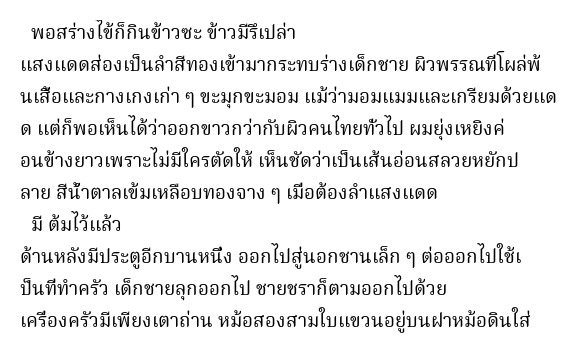 พอสร่างไข้ก็กินข้าวซะ ข้าวมีรึเปล่า
แสงแดดส่องเป็นลำสีทองเข้ามากระทบร่างเด็กชาย ผิวพรรณที่โผล่พ้
นเสื้อและกางเกงเก่า ๆ ขะมุกขะมอม แม้ว่ามอมแมมและเกรียมด้วยแด
ด แต่ก็พอเห็นได้ว่าออกขาวกว่ากับผิวคนไทยทั่วไป ผมยุ่งเหยิงค่
อนข้างยาวเพราะไม่มีใครตัดให้ เห็นชัดว่าเป็นเส้นอ่อนสลวยหยักป
ลาย สีน้ำตาลเข้มเหลือบทองจาง ๆ เมื่อต้องลำแสงแดด
มี ต้มไว้แล้ว
ด้านหลังมีประตูอีกบานหนึ่ง ออกไปสู่นอกชานเล็ก ๆ ต่อออกไปใช้เ
ป็นที่ทำครัว เด็กชายลุกออกไป ชายชราก็ตามออกไปด้วย
เครื่องครัวมีเพียงเตาถ่าน หม้อสองสามใบแขวนอยู่บนฝาหม้อดินใส่